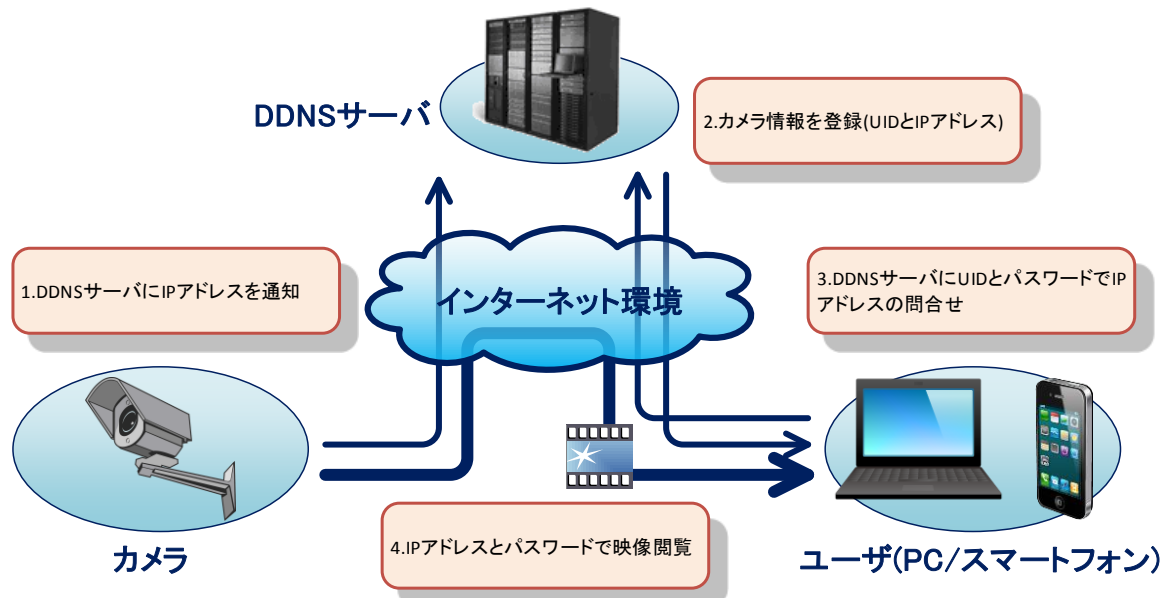 DDNSサーバ
2.カメラ情報を登録(UIDとIPアドレス)
1.DDNSサーバにIPアドレスを通知
インターネット環境
3.DDNSサーバにUIDとパスワードでIP
アドレスの問合せ
4.IPアドレスとパスワードで映像閲覧
カメラ
ユーザ(PC/スマートフォン)